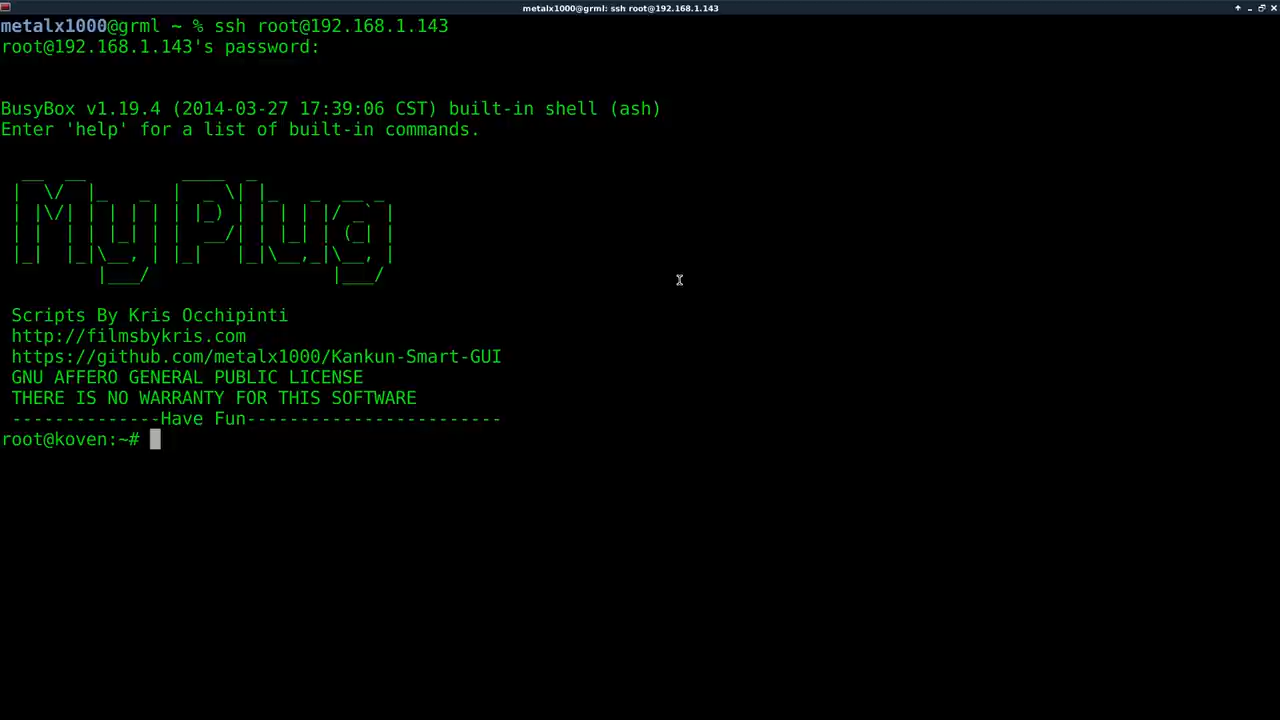 metalx1000@grml: ssh root@192.168.1.143
metalx1000@grml ~ % ssh root@192.168.1.143
root@192.168.1.143's password:
BusyBox v1.19.4 (2014-03-27 17:39:06 CST) built-in shell (ash)
Enter 'help' for a list of built-in commands.
My Plug
Scripts By Kris Occhipinti
http://filmsbykris.com
https://github.com/metalx1000/Kankun-Smart-GUI
GNU AFFERO GENERAL PUBLIC LICENSE
THERE IS NO WARRANTY FOR THIS SOFTWARE
--------------Have Fun------------------------
root@koven:~#